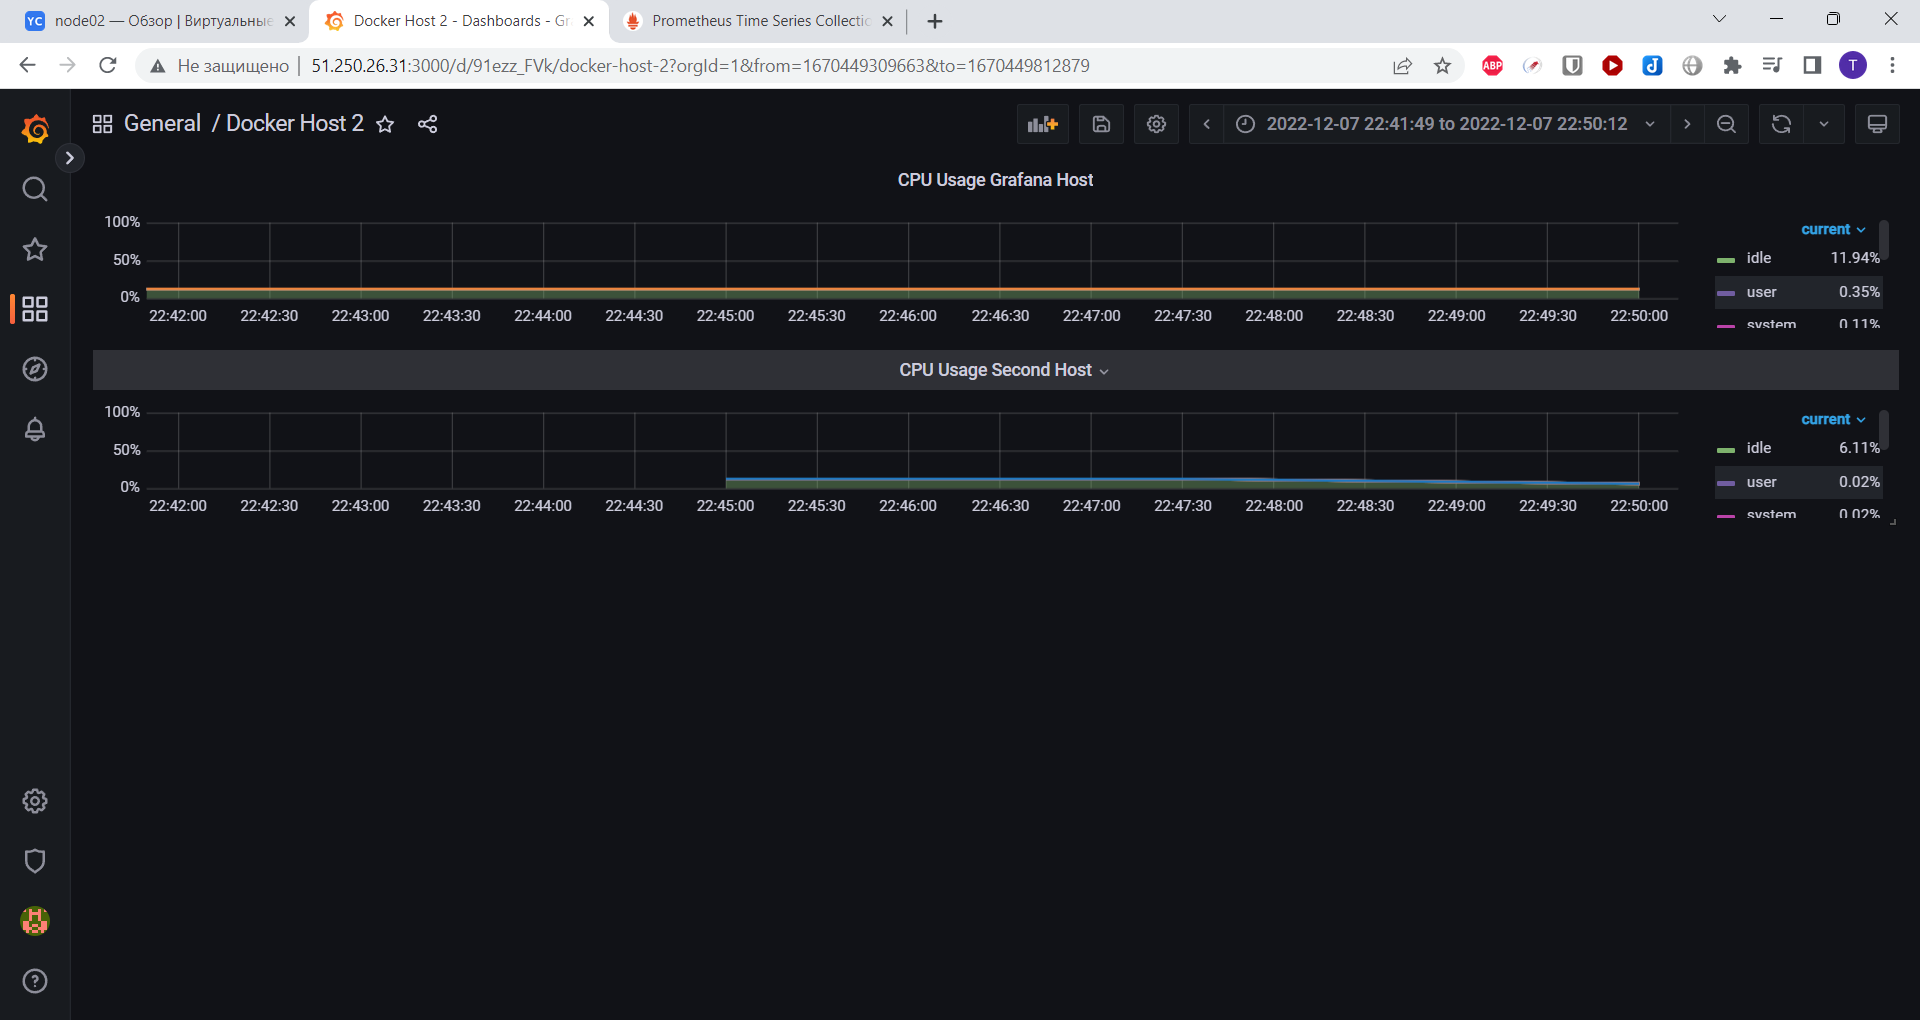 YC node02 — Обзор | Виртуальные
Docker Host 2 - Dashboards - Gr
Prometheus Time Series Collectio
Не защищено | 51.250.26.31:3000/d/91ezz_FVk/docker-host-2?orgId=1&from=1670449309663&to=1670449812879
ABP
T
General / Docker Host 2
2022-12-07 22:41:49 to 2022-12-07 22:50:12
CPU Usage Grafana Host
100%
50%
0%
22:42:00 22:42:30 22:43:00 22:43:30 22:44:00 22:44:30 22:45:00 22:45:30 22:46:00 22:46:30 22:47:00 22:47:30 22:48:00 22:48:30 22:49:00 22:49:30 22:50:00
current
idle 11.94%
user 0.35%
system 0.11%
CPU Usage Second Host
100%
50%
0%
22:42:00 22:42:30 22:43:00 22:43:30 22:44:00 22:44:30 22:45:00 22:45:30 22:46:00 22:46:30 22:47:00 22:47:30 22:48:00 22:48:30 22:49:00 22:49:30 22:50:00
current
idle 6.11%
user 0.02%
system 0.02%